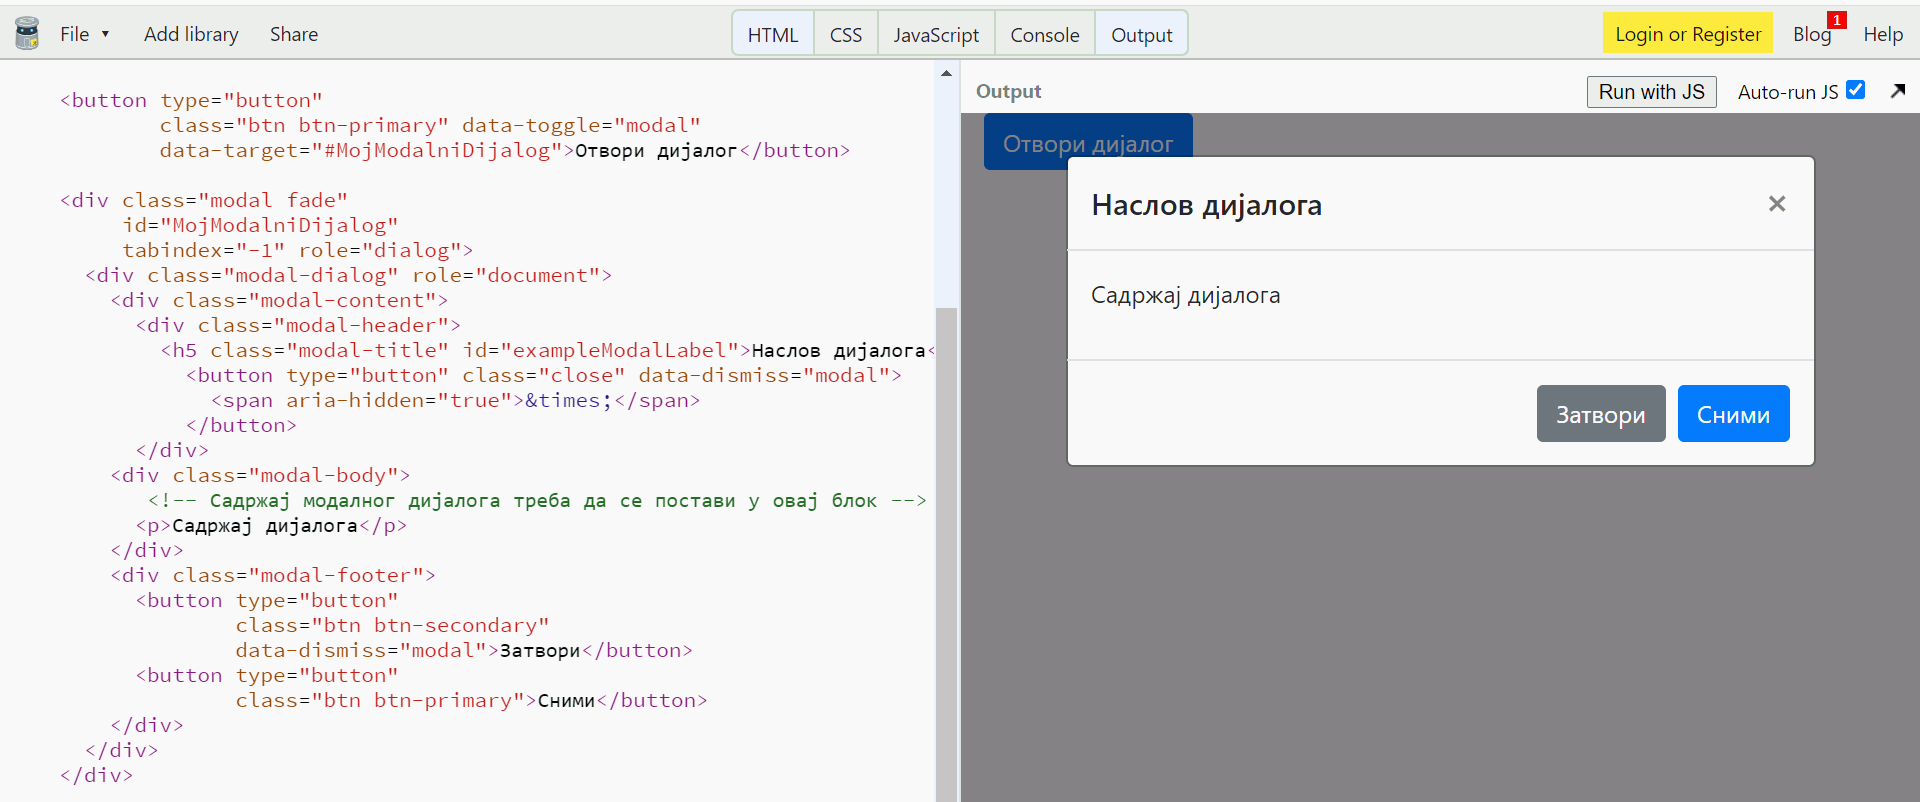 File ▼ Add library Share HTML CSS JavaScript Console Output Login or Register Blog 1 Help
<button type="button"
class="btn btn-primary" data-toggle="modal"
data-target="#MojModalniDijalog">Отвори дијалог</button>
<div class="modal fade"
id="MojModalniDijalog"
tabindex="-1" role="dialog">
<div class="modal-dialog" role="document">
<div class="modal-content">
<div class="modal-header">
<h5 class="modal-title" id="exampleModalLabel">Наслов дијалога<
<button type="button" class="close" data-dismiss="modal">
<span aria-hidden="true">&times;</span>
</button>
</div>
<div class="modal-body">
<!-- Садржај модалног дијалога треба да се постави у овај блок -->
<p>Садржај дијалога</p>
</div>
<div class="modal-footer">
<button type="button"
class="btn btn-secondary"
data-dismiss="modal">Затвори</button>
<button type="button"
class="btn btn-primary">Сними</button>
</div>
</div>
</div>
Output Run with JS Auto-run JS
Отвори дијалог
Наслов дијалога ×
Садржај дијалога
Затвори Сними